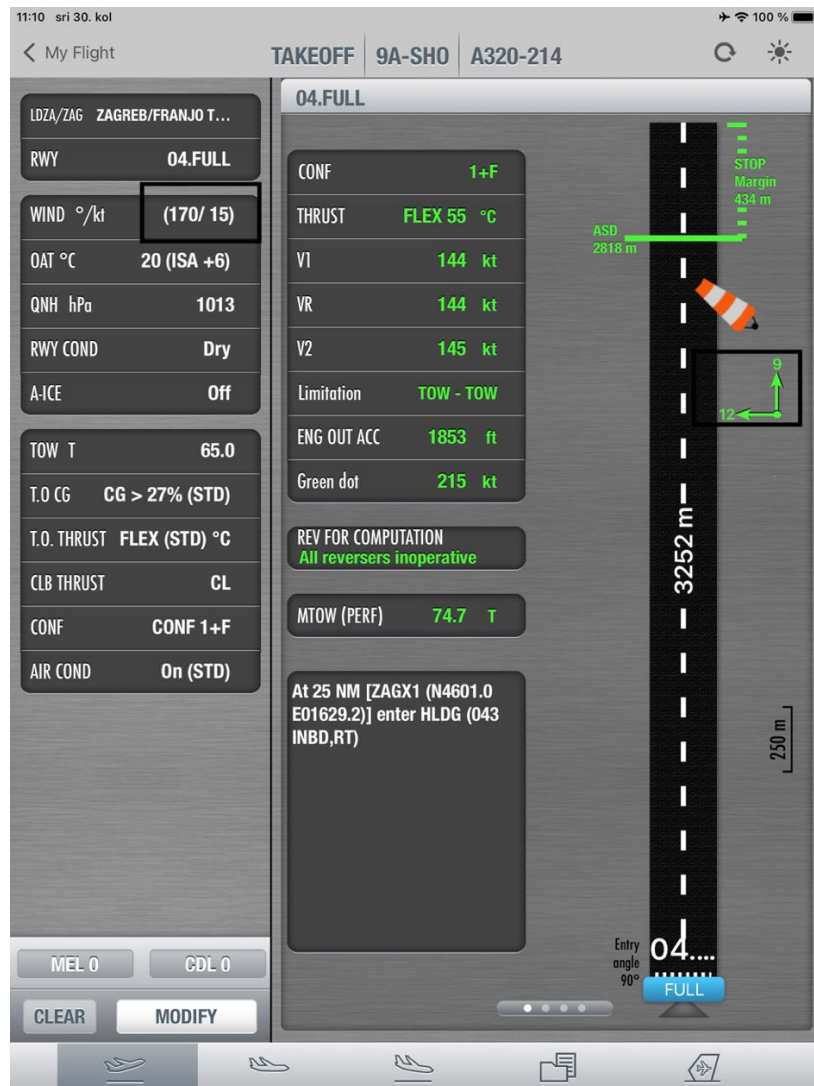 11:10 sri 30. kol
100 %
My Flight
TAKEOFF 9A-SHO A320-214
LDZA/ZAG ZAGREB/FRANJO T...
RWY 04.FULL
WIND °/kt (170/ 15)
OAT °C 20 (ISA +6)
QNH hPa 1013
RWY COND Dry
A-ICE Off
TOW T 65.0
T.O CG CG > 27% (STD)
T.O. THRUST FLEX (STD) °C
CLB THRUST CL
CONF CONF 1+F
AIR COND On (STD)
MEL 0 CDL 0
CLEAR MODIFY
04.FULL
CONF 1+F
THRUST FLEX 55 °C
V1 144 kt
VR 144 kt
V2 145 kt
Limitation TOW - TOW
ENG OUT ACC 1853 ft
Green dot 215 kt
REV FOR COMPUTATION
All reversers inoperative
MTOW (PERF) 74.7 T
At 25 NM [ZAGX1 (N4601.0
E01629.2)] enter HLDG (043
INBD,RT)
STOP
Margin
434 m
ASD
2818 m
9
12
3252 m
250 m
Entry
angle
90°
04....
FULL